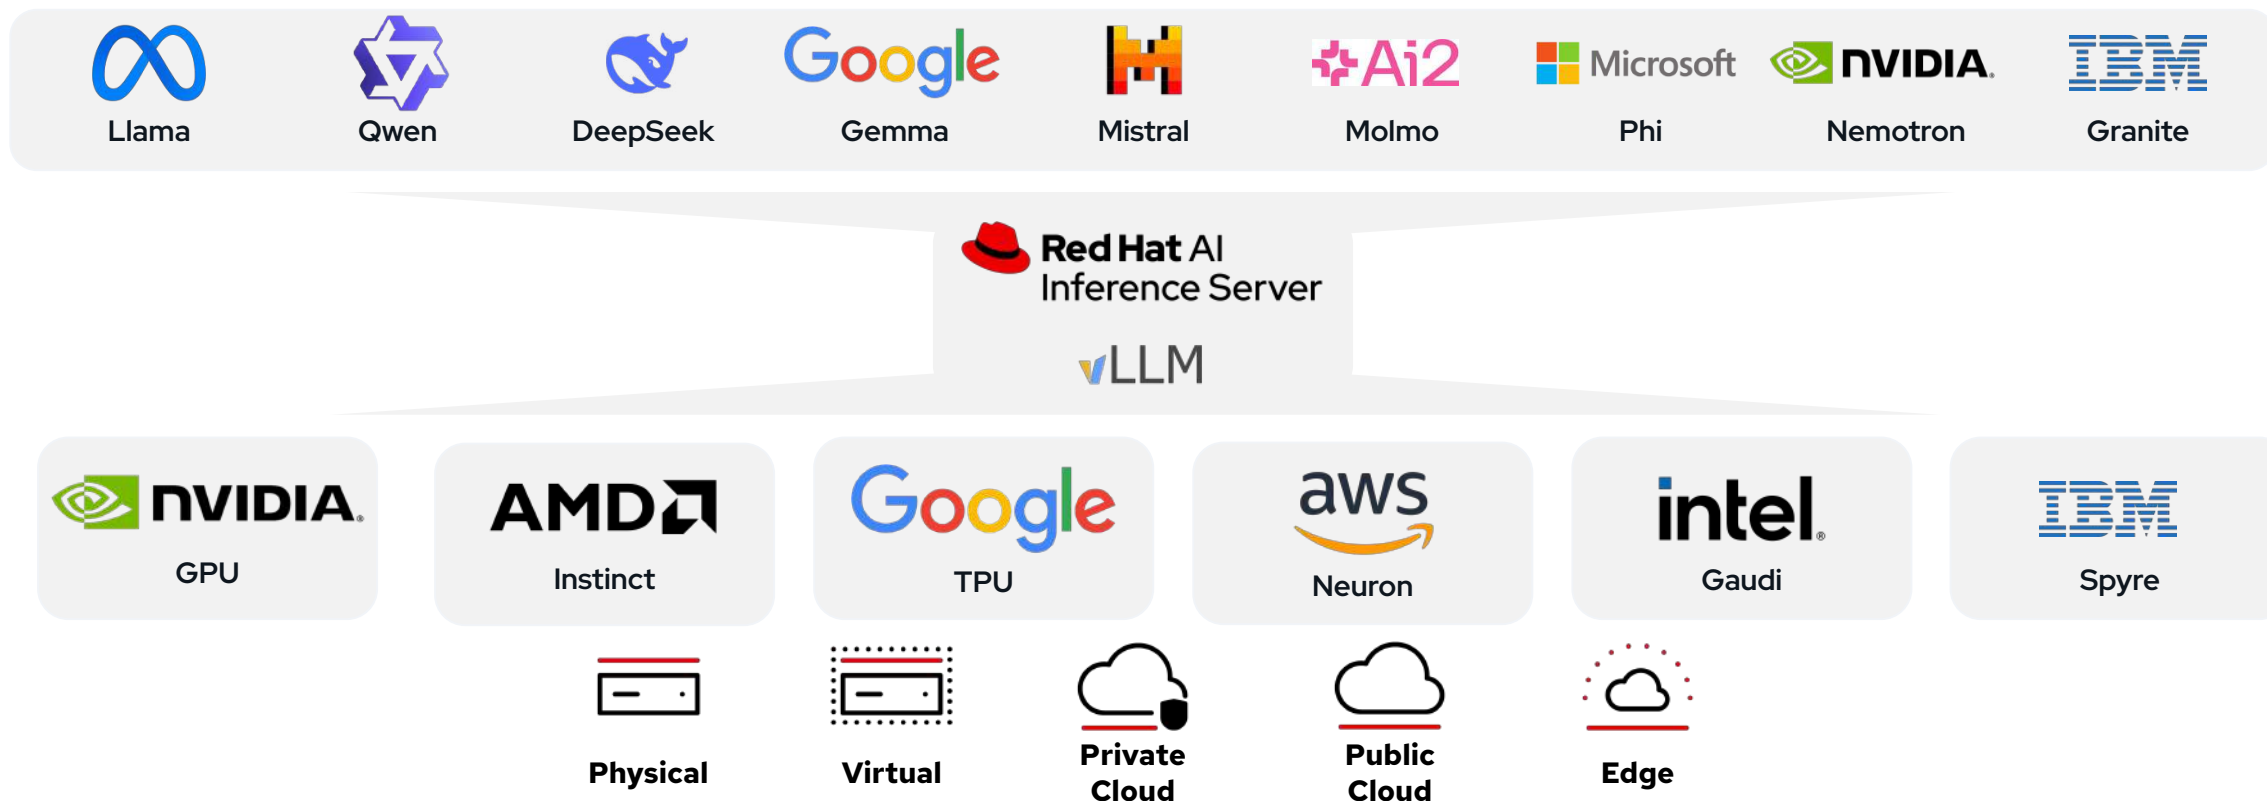 Google
Ai2
Microsoft
NVIDIA.
IBM
Llama
Qwen
DeepSeek
Gemma
Mistral
Molmo
Phi
Nemotron
Granite
Red Hat AI
Inference Server
vLLM
NVIDIA.
GPU
AMD
Instinct
Google
TPU
aws
Neuron
intel®
Gaudi
IBM
Spyre
Physical
Virtual
Private
Cloud
Public
Cloud
Edge